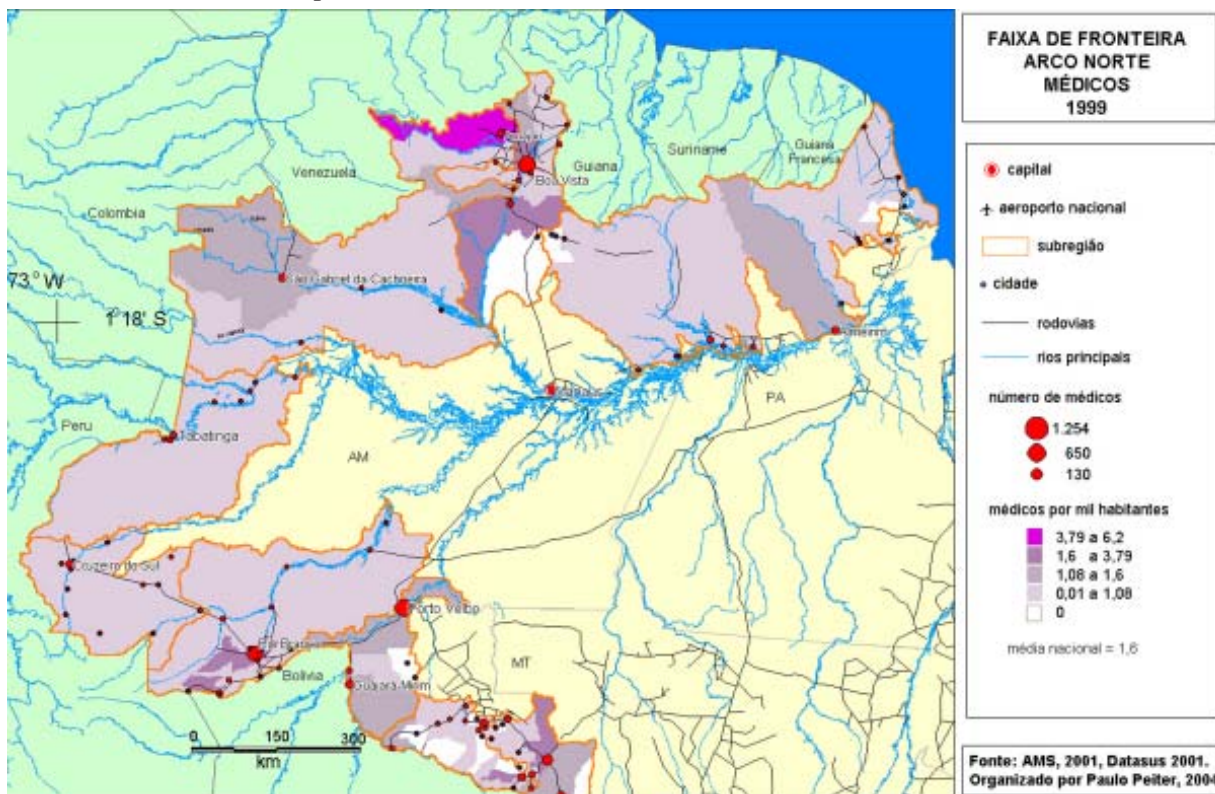 FAIXA DE FRONTEIRA
ARCO NORTE
MÉDICOS
1999
capital
aeroporto nacional
subregião
cidade
rodovias
rios principais
número de médicos
1.254
650
130
médicos por mil habitantes
3,79 a 6,2
1,6 a 3,79
1,08 a 1,6
0,01 a 1,08
0
média nacional = 1,6
Fonte: AMS, 2001, Datasus 2001.
Organizado por Paulo Peiter, 2004
Venezuela
Guiana
Suriname
Guiana
Francesa
Boa Vista
Colombia
São Gabriel da Cachoeira
73° W
1 18' S
Almeirim
PA
Peru
Tabatinga
AM
Cruzeiro do Sul
Porto Velho
MT
Bolívia
Guajará-Mirim
0 150 300
km